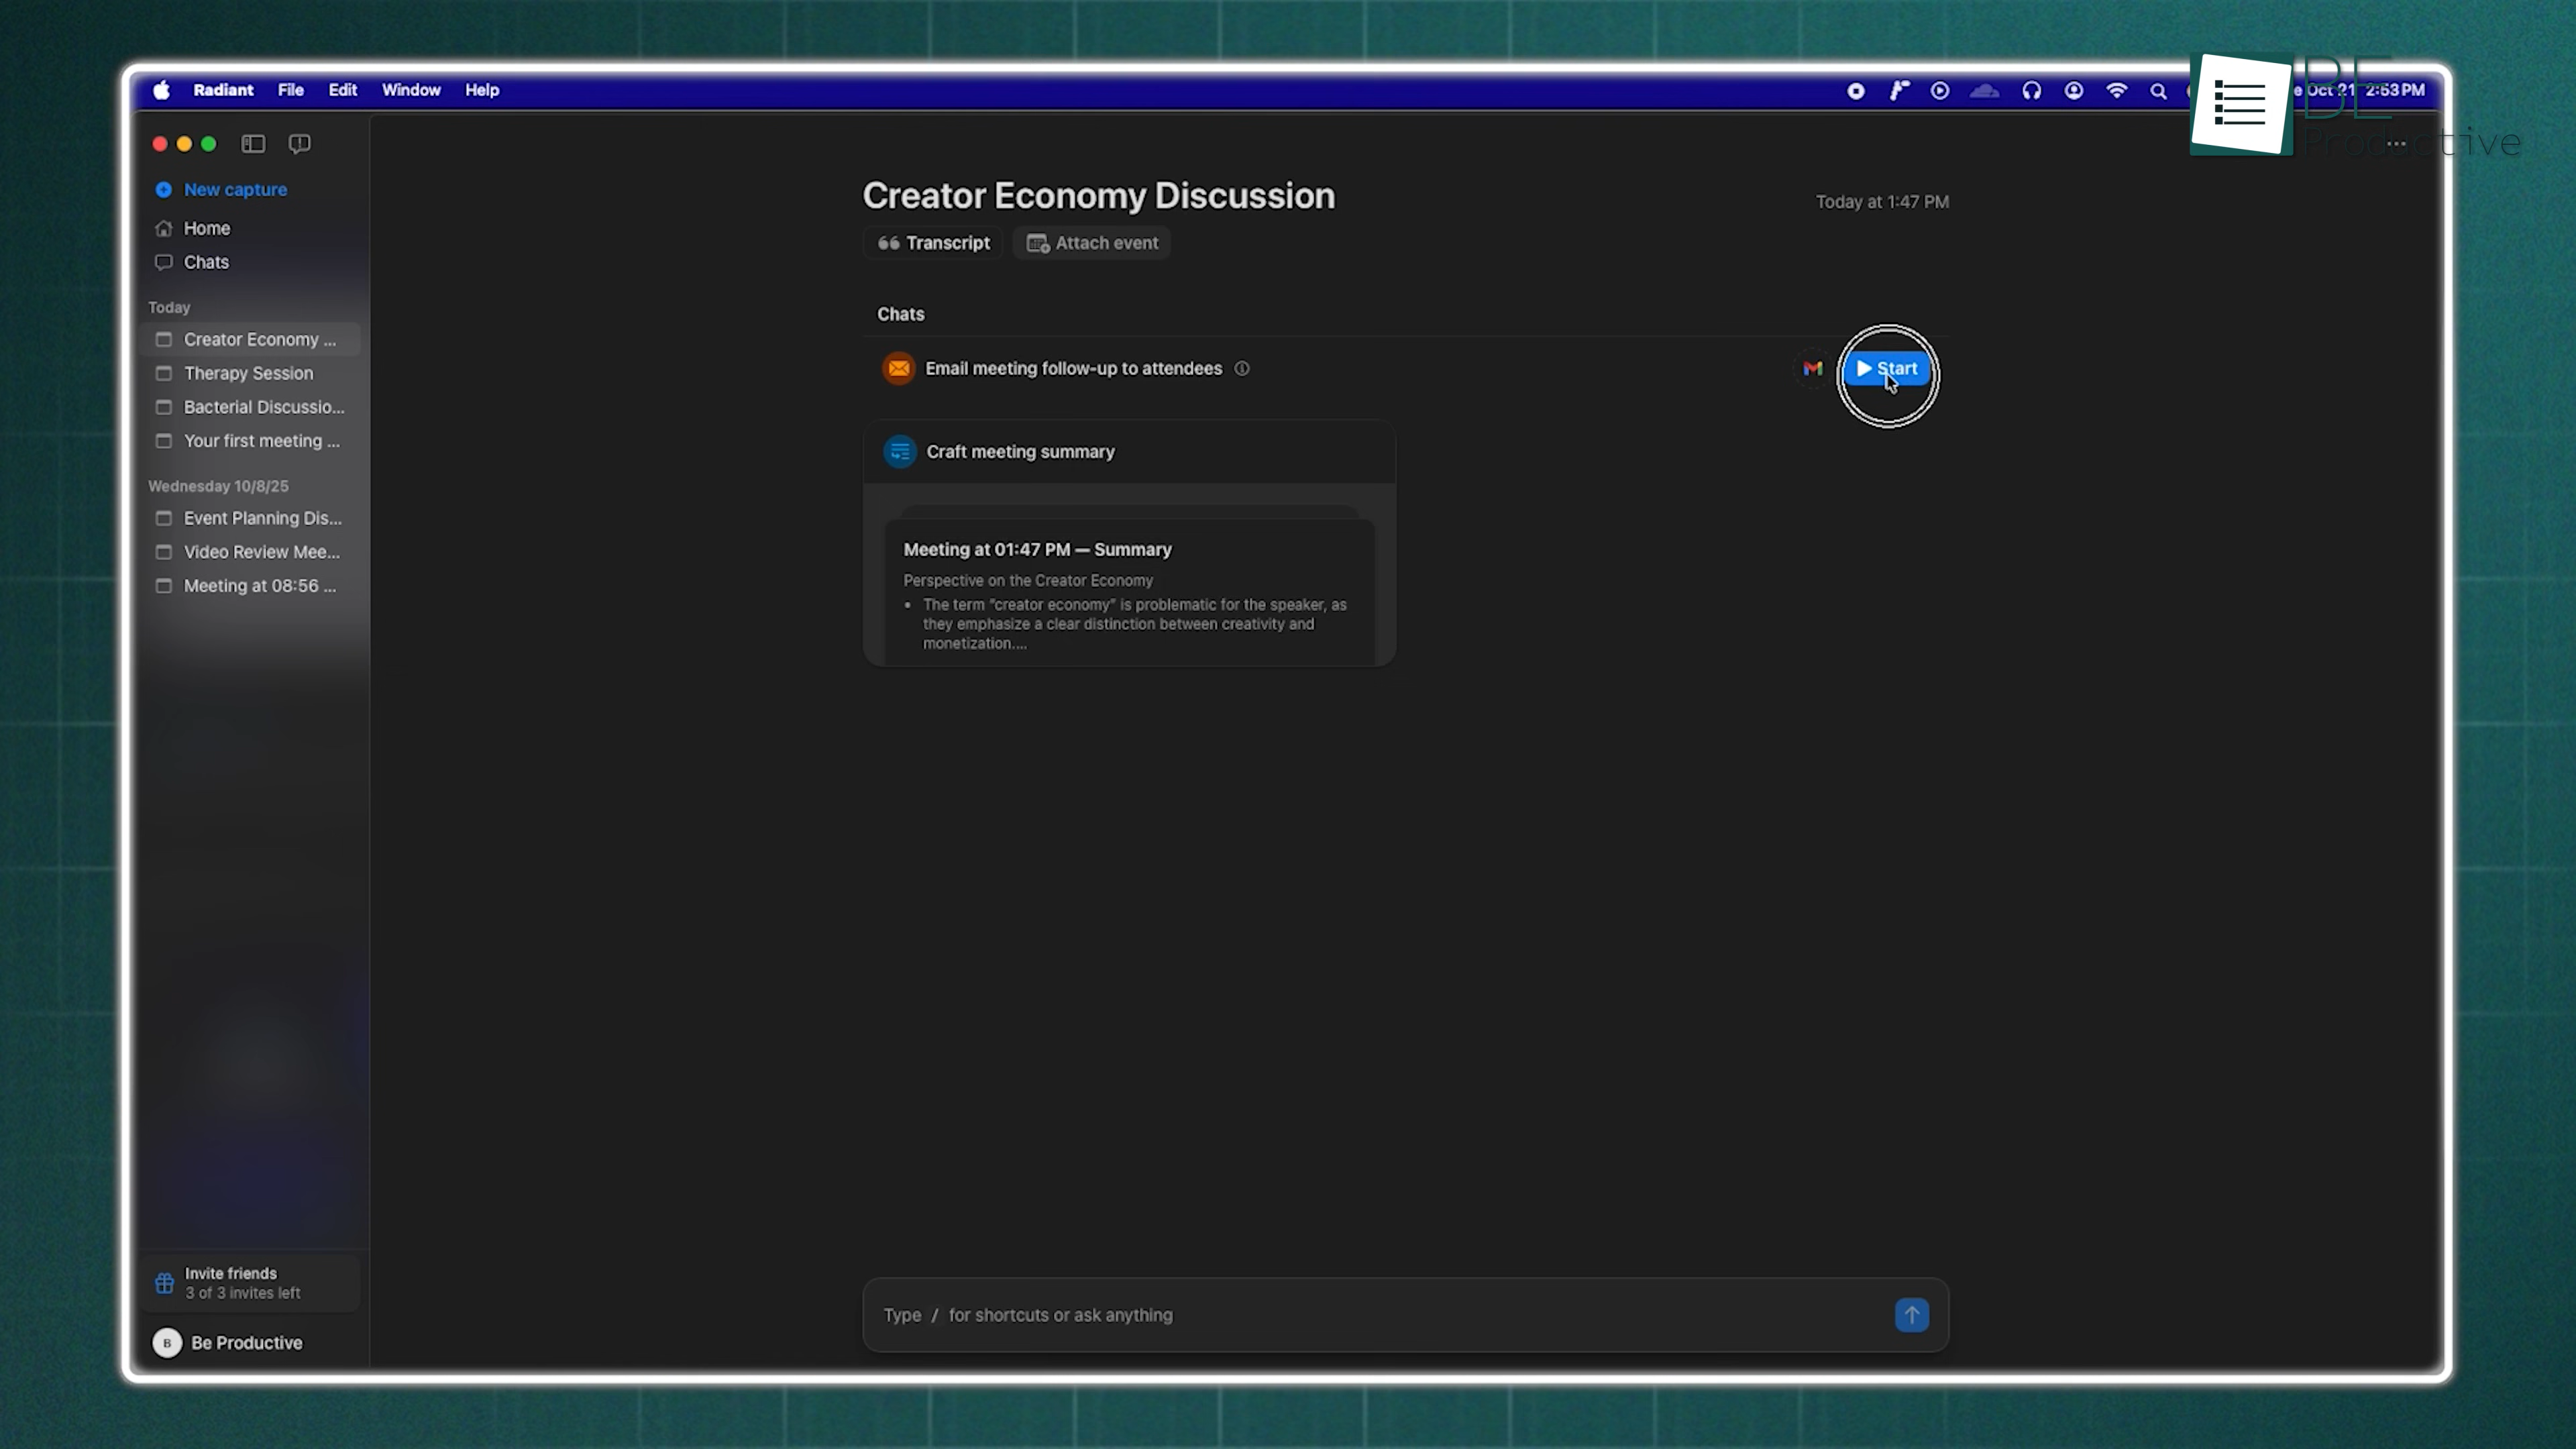 Radiant File Edit Window Help
Oct 21 2:53 PM
BE
Productive
New capture
Home
Chats
Today
Creator Economy ...
Therapy Session
Bacterial Discussio...
Your first meeting ...
Wednesday 10/8/25
Event Planning Dis...
Video Review Mee...
Meeting at 08:56 ...
Invite friends
3 of 3 invites left
B
Be Productive
Creator Economy Discussion
Today at 1:47 PM
Transcript
Attach event
Chats
Email meeting follow-up to attendees
Start
Craft meeting summary
Meeting at 01:47 PM — Summary
Perspective on the Creator Economy
• The term "creator economy" is problematic for the speaker, as
they emphasize a clear distinction between creativity and
monetization....
Type / for shortcuts or ask anything